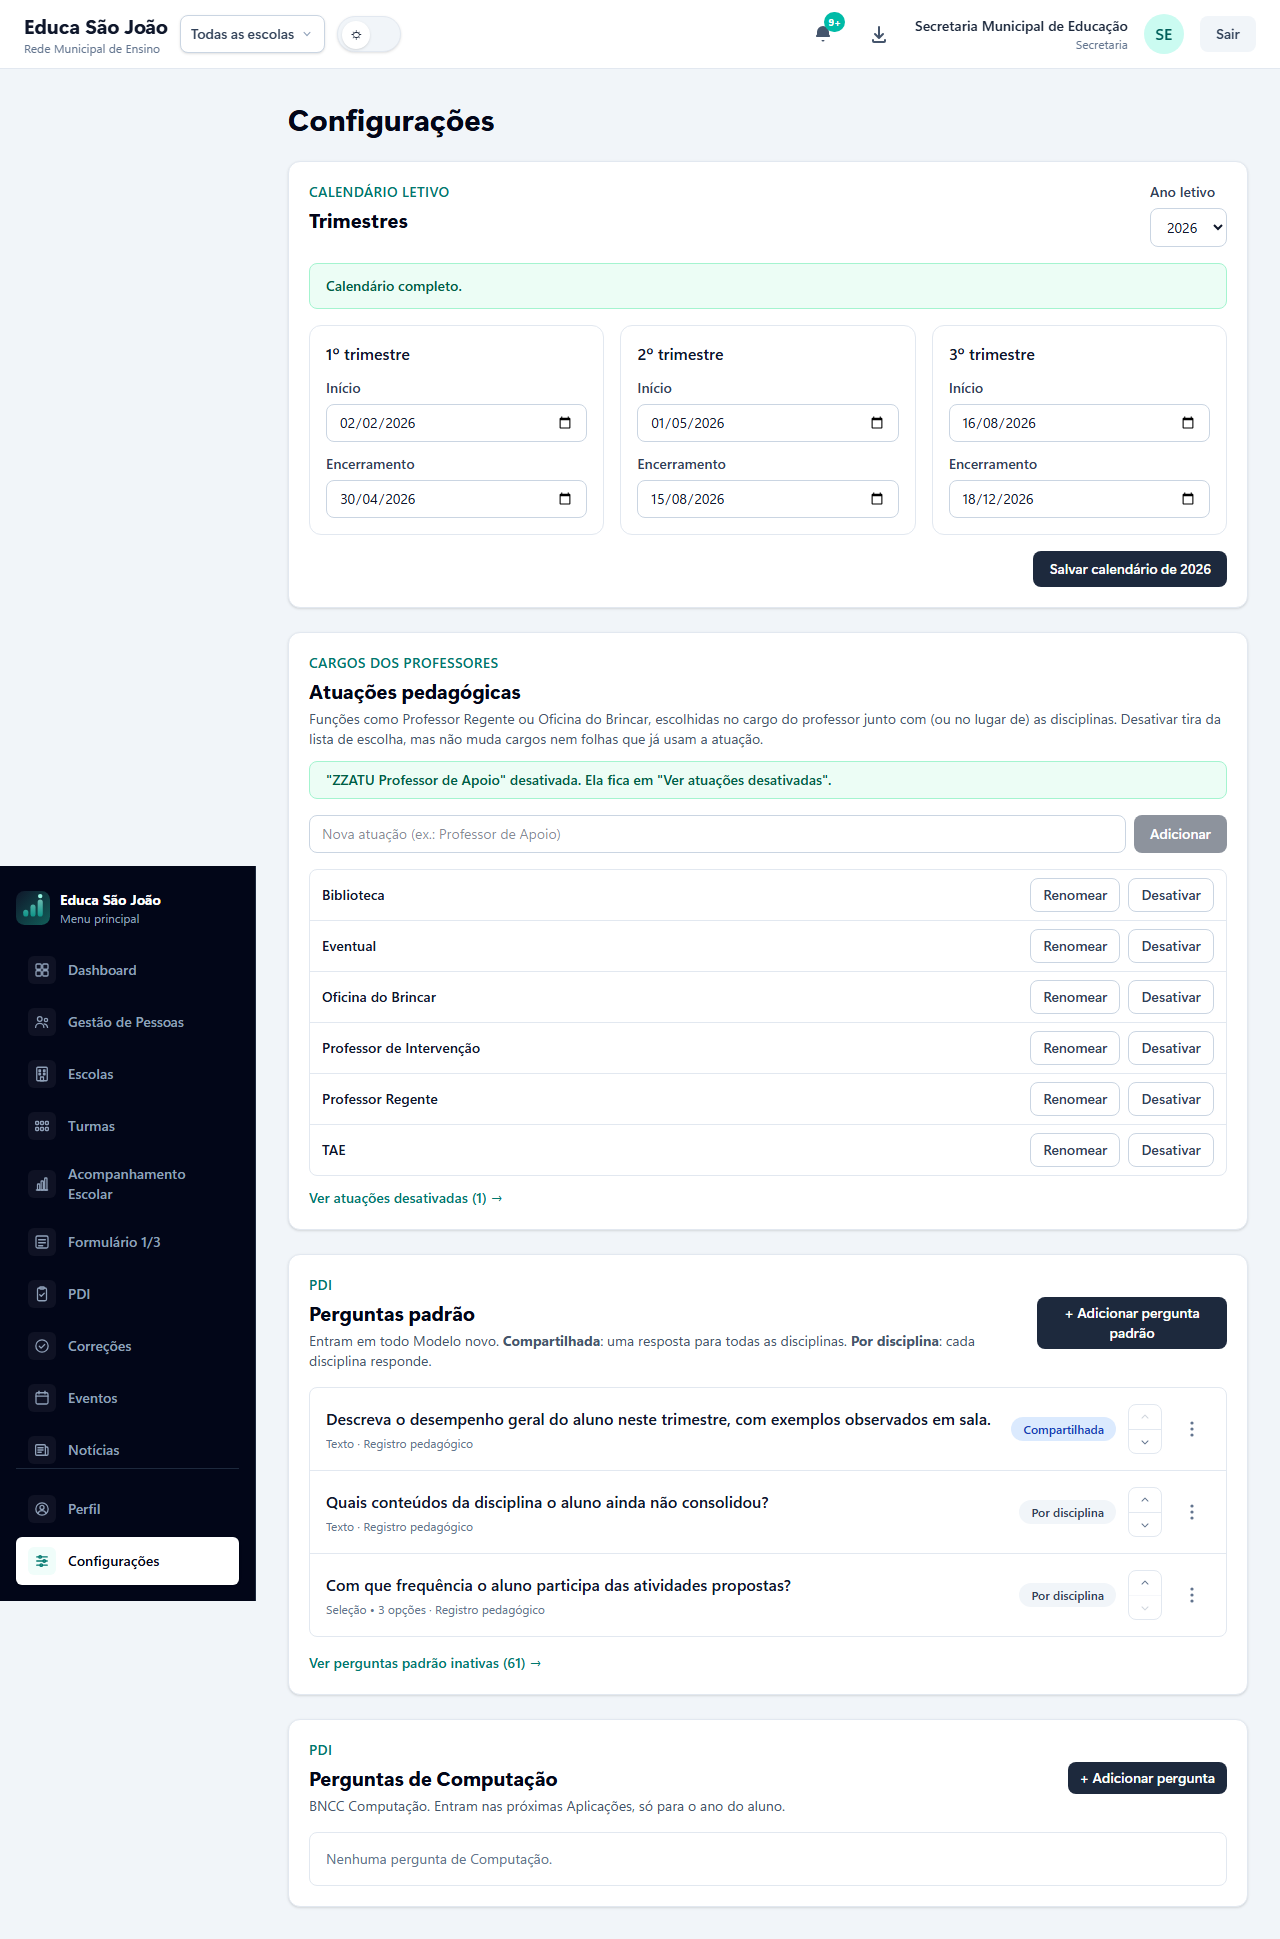 Educa São João
Rede Municipal de Ensino
Todas as escolas
9+
Secretaria Municipal de Educação
Secretaria
SE
Sair
Configurações
CALENDÁRIO LETIVO
Trimestres
Ano letivo
2026
Calendário completo.
1º trimestre
Início
02/02/2026
Encerramento
30/04/2026
2º trimestre
Início
01/05/2026
Encerramento
15/08/2026
3º trimestre
Início
16/08/2026
Encerramento
18/12/2026
Salvar calendário de 2026
CARGOS DOS PROFESSORES
Atuações pedagógicas
Funções como Professor Regente ou Oficina do Brincar, escolhidas no cargo do professor junto com (ou no lugar de) as disciplinas. Desativar tira da
lista de escolha, mas não muda cargos nem folhas que já usam a atuação.
"ZZATU Professor de Apoio" desativada. Ela fica em "Ver atuações desativadas".
Nova atuação (ex.: Professor de Apoio)
Adicionar
Biblioteca
Renomear
Desativar
Eventual
Renomear
Desativar
Oficina do Brincar
Renomear
Desativar
Professor de Intervenção
Renomear
Desativar
Professor Regente
Renomear
Desativar
TAE
Renomear
Desativar
Ver atuações desativadas (1) →
Educa São João
Menu principal
Dashboard
Gestão de Pessoas
Escolas
Turmas
Acompanhamento
Escolar
Formulário 1/3
PDI
Correções
Eventos
Notícias
Perfil
Configurações
PDI
Perguntas padrão
Entram em todo Modelo novo. Compartilhada: uma resposta para todas as disciplinas. Por disciplina: cada
disciplina responde.
+ Adicionar pergunta
padrão
Descreva o desempenho geral do aluno neste trimestre, com exemplos observados em sala.
Texto · Registro pedagógico
Compartilhada
Quais conteúdos da disciplina o aluno ainda não consolidou?
Texto · Registro pedagógico
Por disciplina
Com que frequência o aluno participa das atividades propostas?
Seleção • 3 opções · Registro pedagógico
Por disciplina
Ver perguntas padrão inativas (61) →
PDI
Perguntas de Computação
BNCC Computação. Entram nas próximas Aplicações, só para o ano do aluno.
+ Adicionar pergunta
Nenhuma pergunta de Computação.